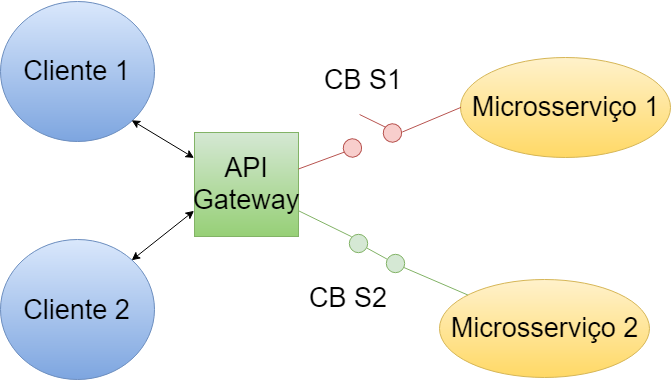 Cliente 1
CB S1
Microsserviço 1
API
Gateway
Cliente 2
CB S2
Microsserviço 2